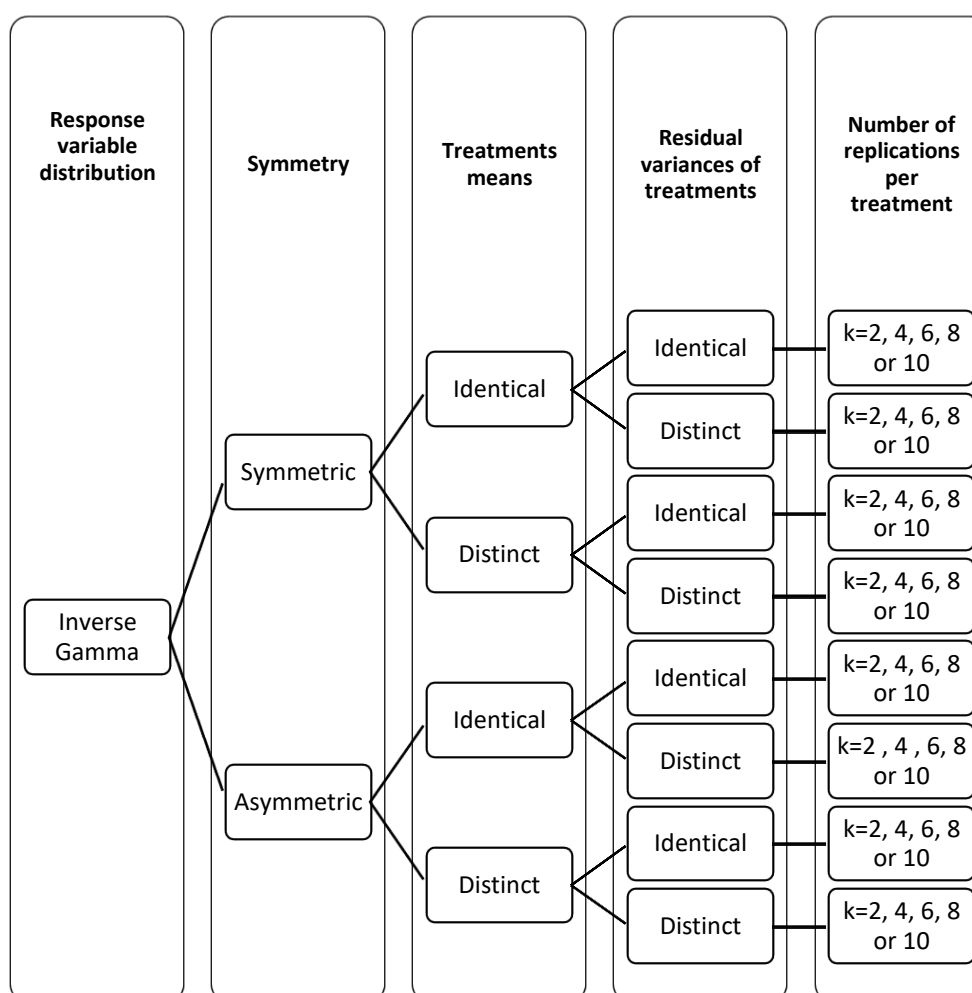 Response
variable
distribution
Symmetry
Treatments
means
Residual
variances of
treatments
Number of
replications
per
treatment
Inverse
Gamma
Symmetric
Asymmetric
Identical
Distinct
Identical
Distinct
Identical
Distinct
Identical
Distinct
Identical
Distinct
Identical
Distinct
k=2, 4, 6, 8
or 10
k=2, 4, 6, 8
or 10
k=2, 4, 6, 8
or 10
k=2, 4, 6, 8
or 10
k=2, 4, 6, 8
or 10
k=2 , 4 , 6, 8
or 10
k=2, 4, 6, 8
or 10
k=2, 4, 6, 8
or 10